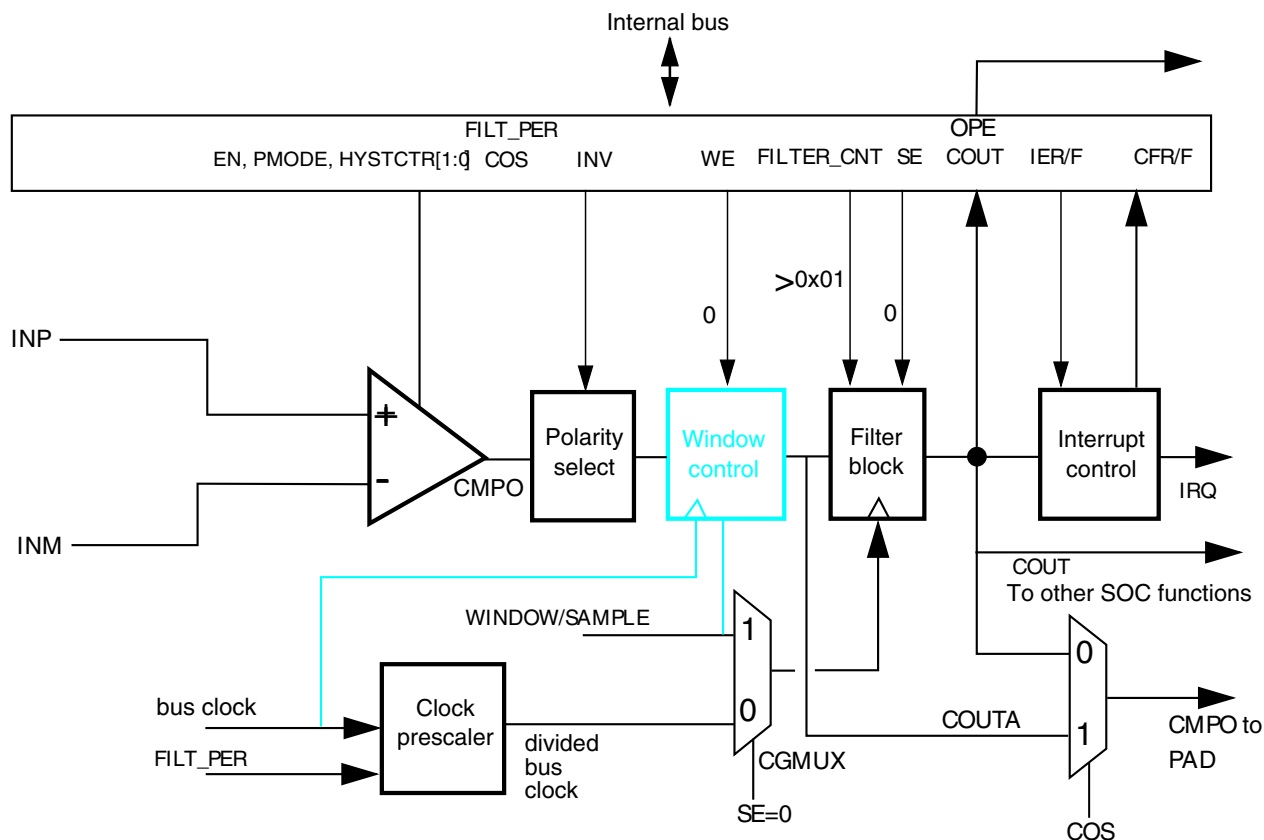 Internal bus
FILT_PER
OPE
EN, PMODE, HYSTCTR[1:0] COS INV WE FILTER_CNT SE COUT IER/F CFR/F
>0x01
0
0
INP
+
-
CMPO
INM
Polarity
select
Window
control
Filter
block
Interrupt
control
IRQ
COUT
To other SOC functions
WINDOW/SAMPLE
1
0
bus clock
FILT_PER
Clock
prescaler
divided
bus
clock
CGMUX
SE=0
COUTA
0
1
CMPO to
PAD
COS